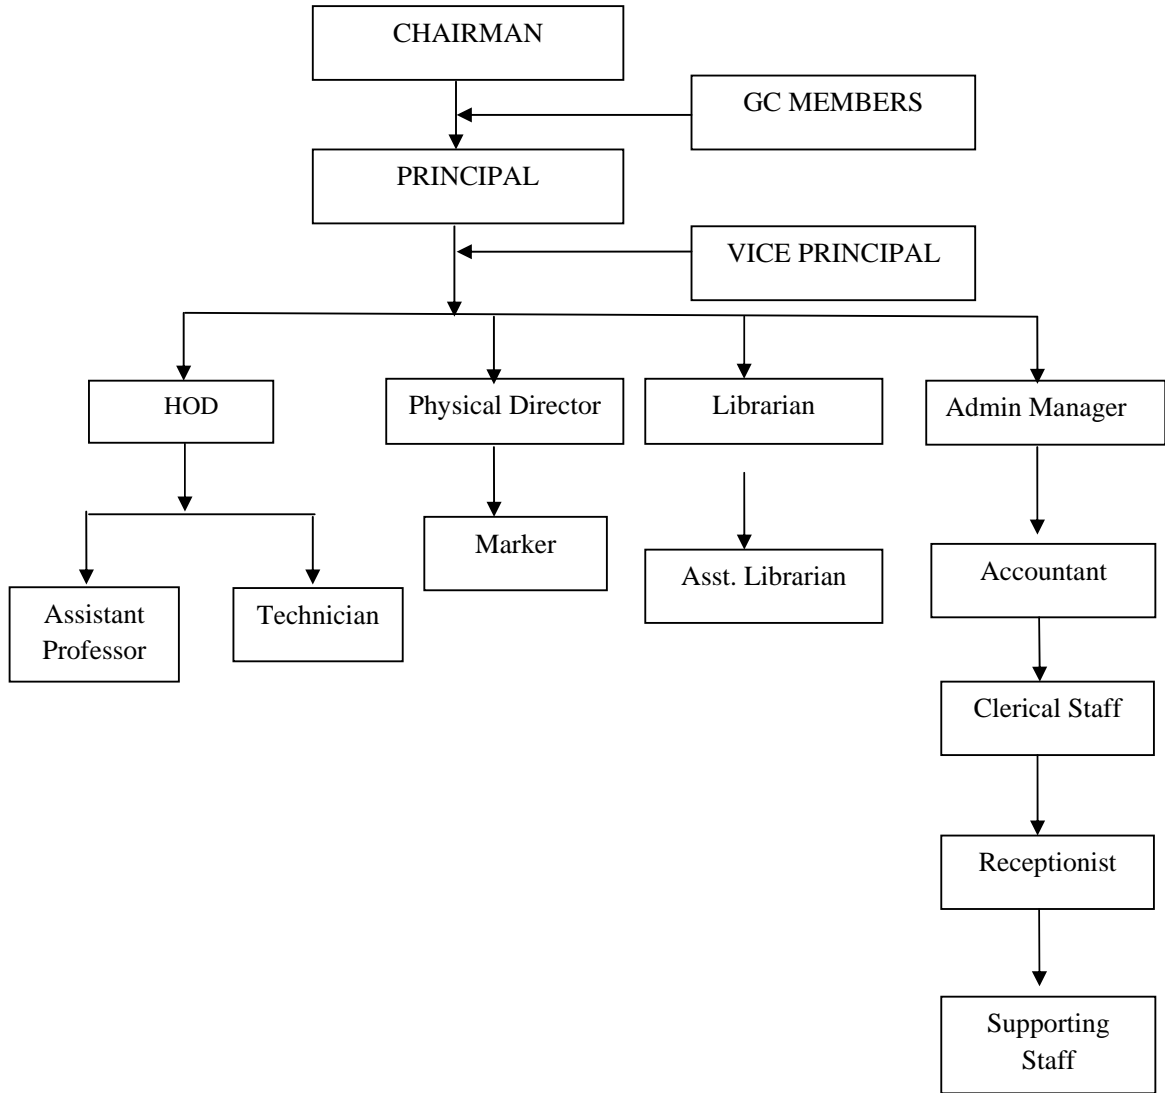 CHAIRMAN
GC MEMBERS
PRINCIPAL
VICE PRINCIPAL
HOD
Physical Director
Librarian
Admin Manager
Marker
Asst. Librarian
Accountant
Assistant
Professor
Technician
Clerical Staff
Receptionist
Supporting
Staff